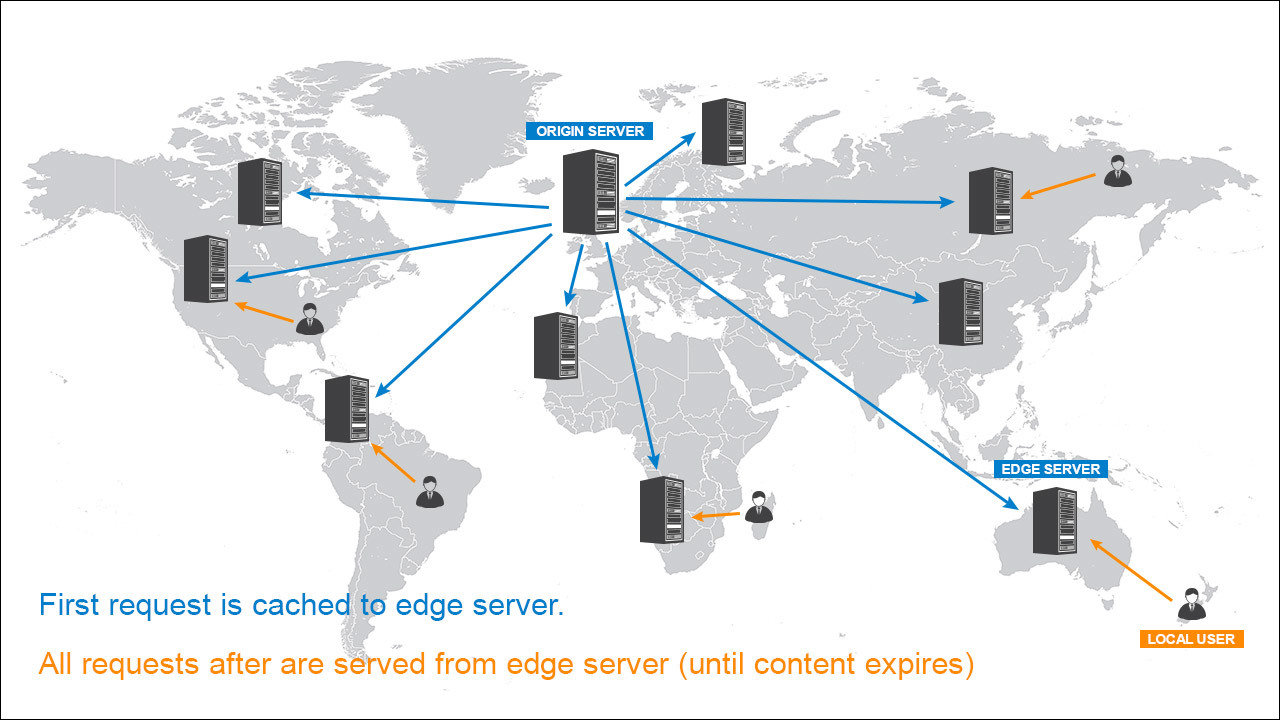 ORIGIN SERVER
EDGE SERVER
First request is cached to edge server.
LOCAL USER
All requests after are served from edge server (until content expires)